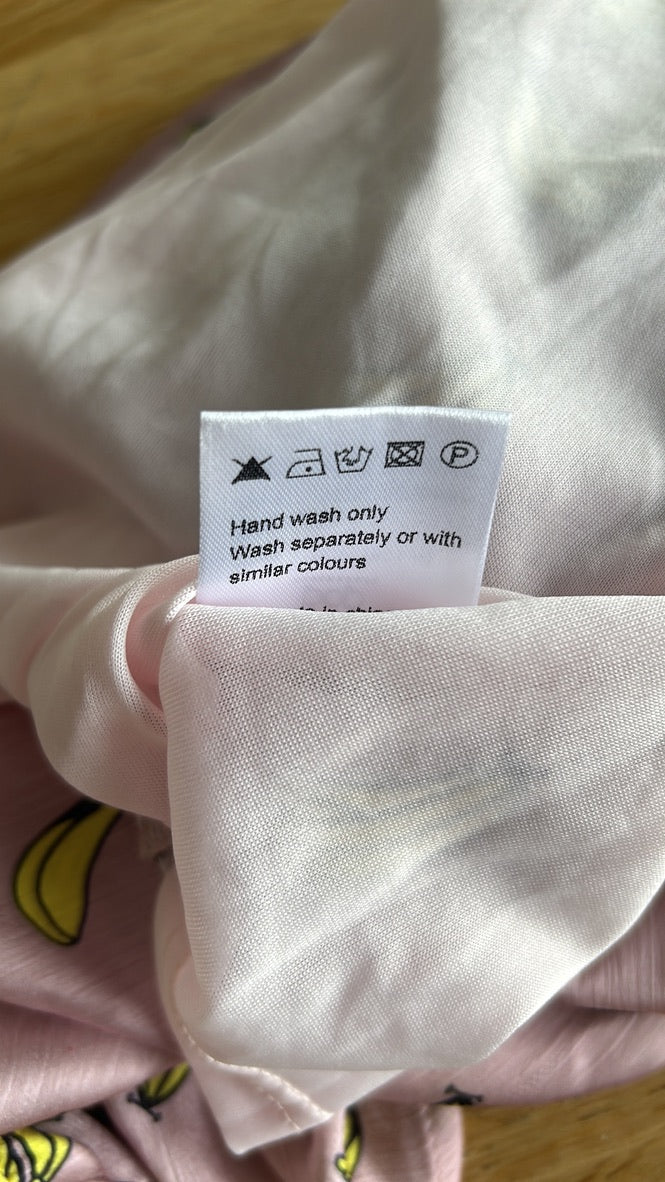 P
Hand wash only
Wash separately or with
similar colours